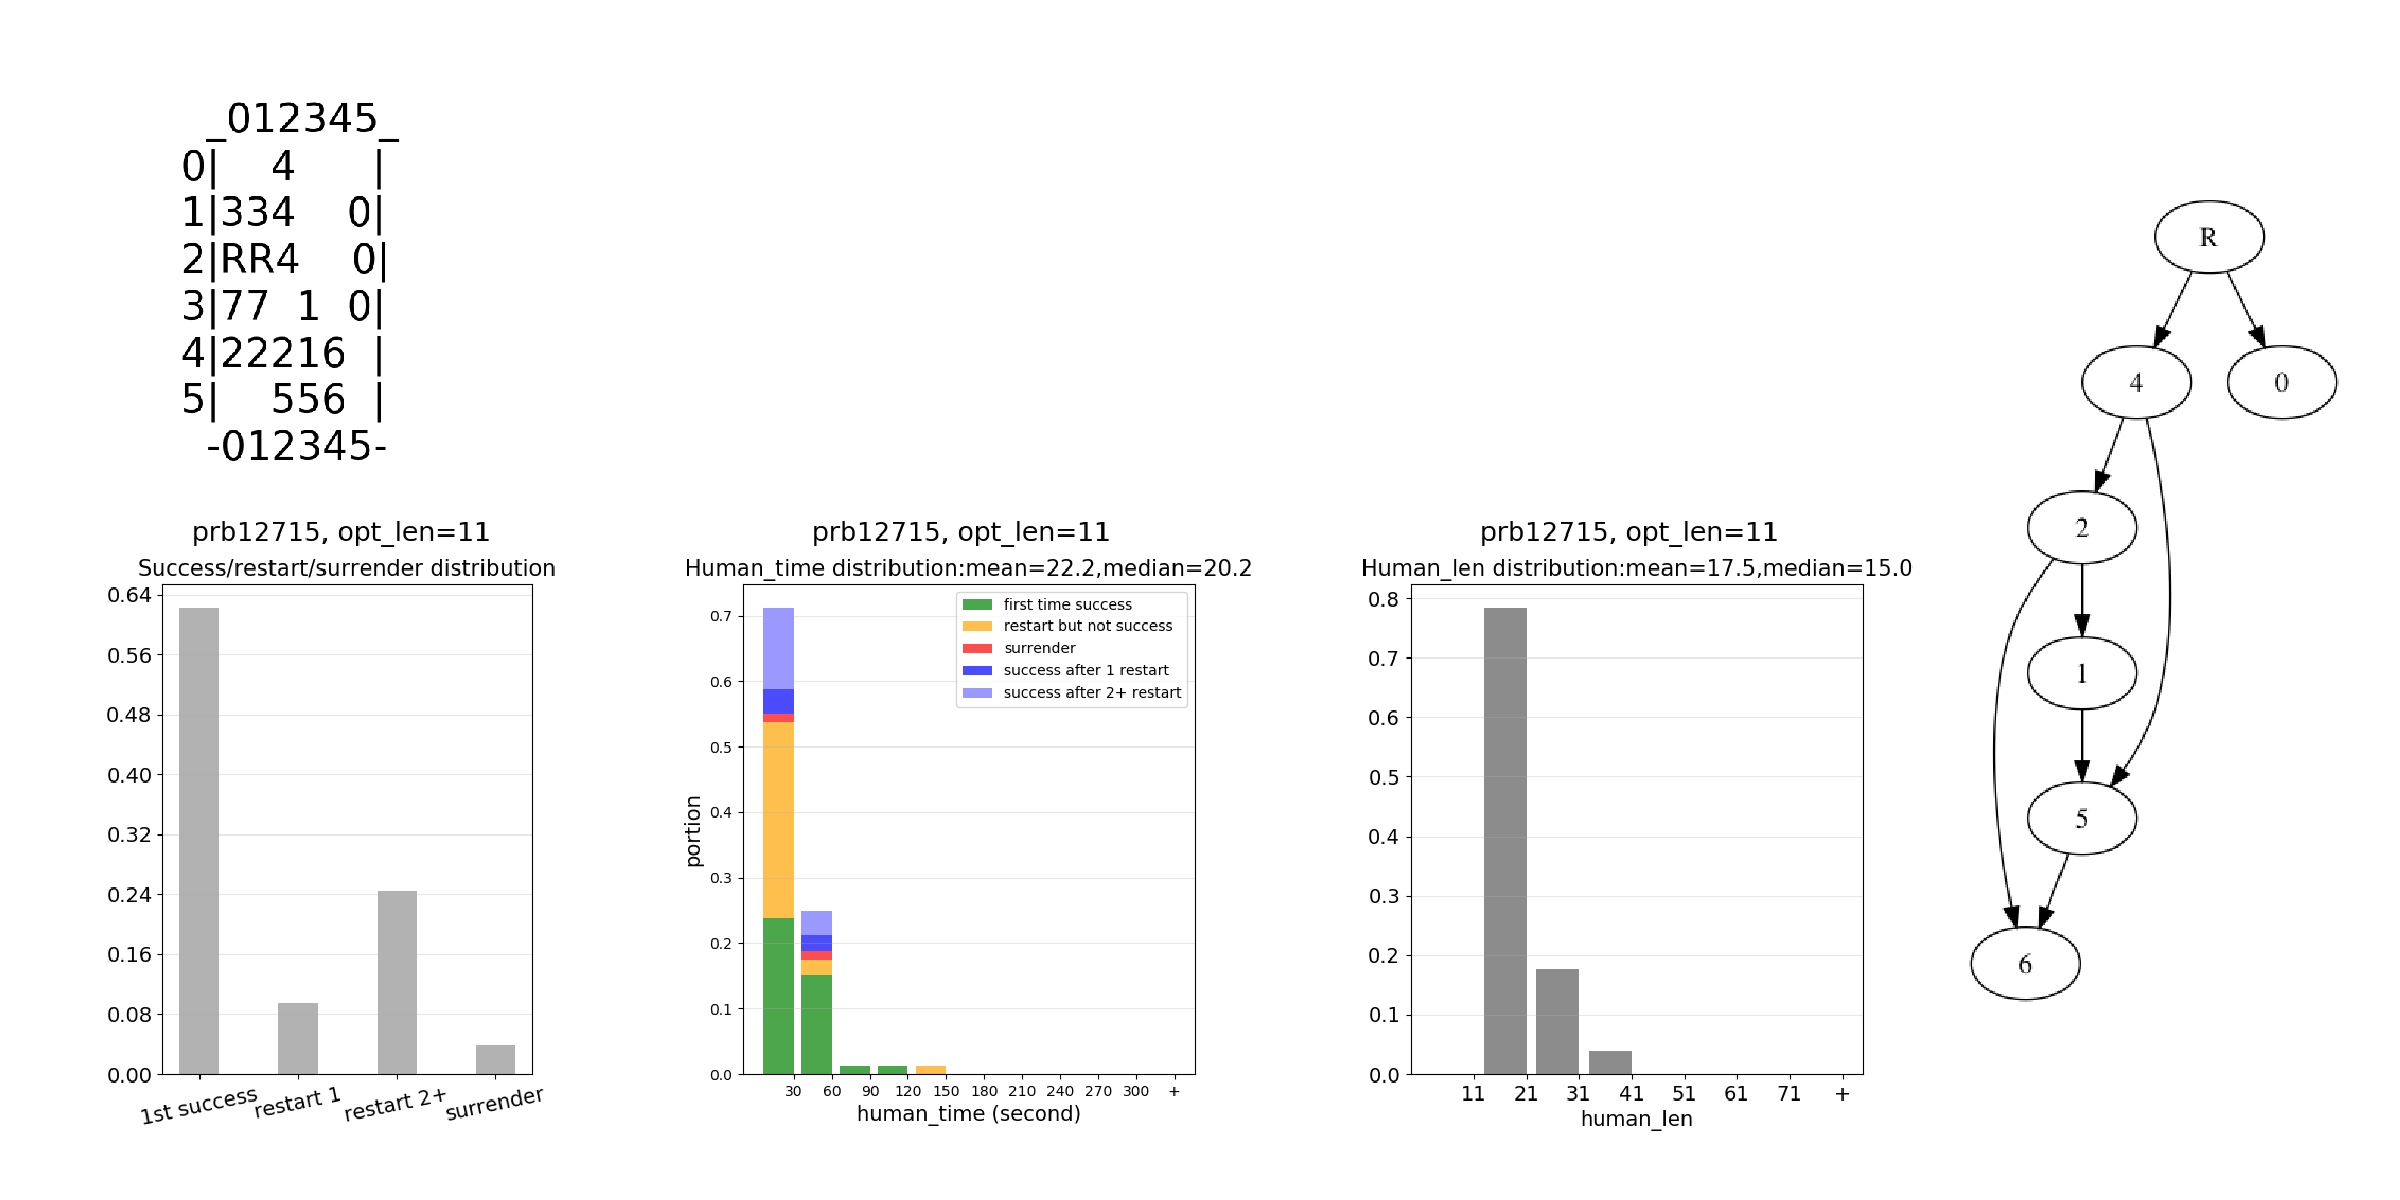 _012345_
0|  4   |
1|334  0|
2|RR4  0|
3|77 1 0|
4|22216 |
5|  556 |
-012345-
prb12715, opt_len=11
Success/restart/surrender distribution
0.64
0.56
0.48
0.40
0.32
0.24
0.16
0.08
0.00
1st success restart 1 restart 2+ surrender
prb12715, opt_len=11
Human_time distribution:mean=22.2,median=20.2
first time success
restart but not success
surrender
success after 1 restart
success after 2+ restart
portion
0.7
0.6
0.5
0.4
0.3
0.2
0.1
0.0
30 60 90 120 150 180 210 240 270 300 +
human_time (second)
prb12715, opt_len=11
Human_len distribution:mean=17.5,median=15.0
0.8
0.7
0.6
0.5
0.4
0.3
0.2
0.1
0.0
11 21 31 41 51 61 71 +
human_len
R
4 0
2
1
5
6